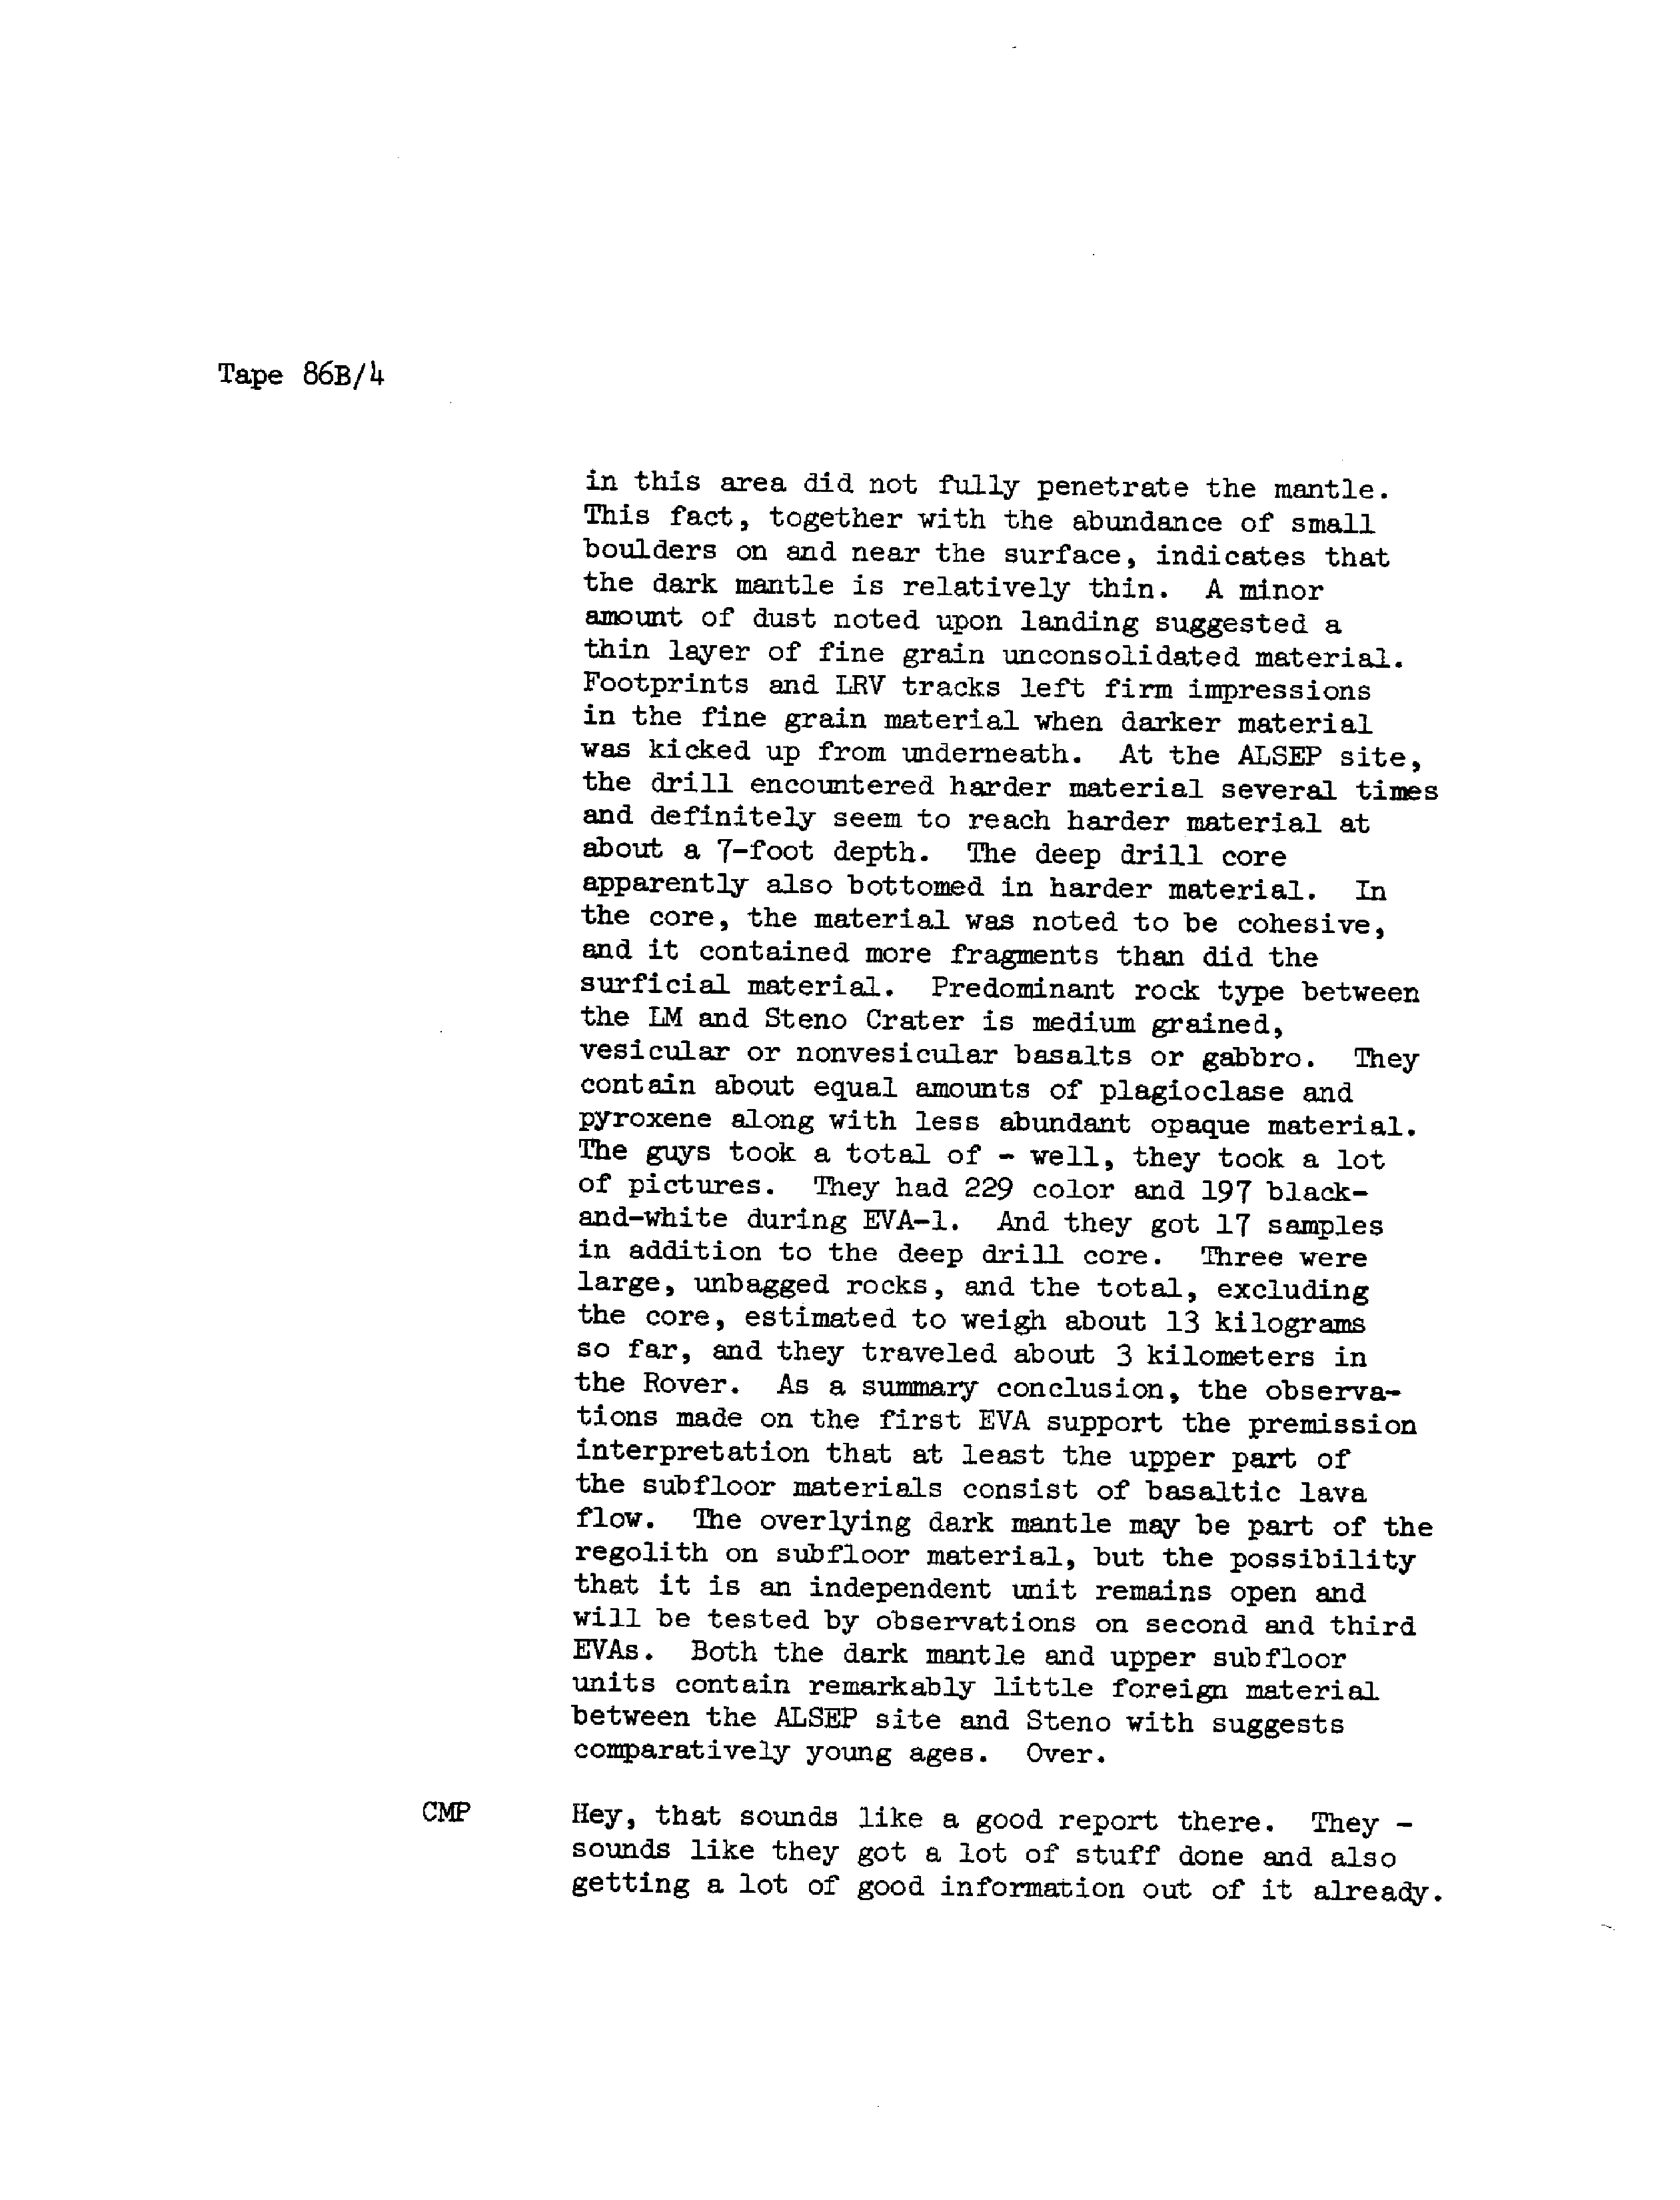 Tape 86B/4
in this area did not fully penetrate the mantle.
This fact, together with the abundance of small
boulders on and near the surface, indicates that
the dark mantle is relatively thin. A minor
amount of dust noted upon landing suggested a
thin layer of fine grain unconsolidated material.
Footprints and LRV tracks left firm impressions
in the fine grain material when darker material
was kicked up from underneath. At the ALSEP site,
the drill encountered harder material several times
and definitely seem to reach harder material at
about a 7-foot depth. The deep drill core
apparently also bottomed in harder material. In
the core, the material was noted to be cohesive,
and it contained more fragments than did the
surficial material. Predominant rock type between
the LM and Steno Crater is medium grained,
vesicular or nonvesicular basalts or gabbro. They
contain about equal amounts of plagioclase and
pyroxene along with less abundant opaque material.
The guys took a total of - well, they took a lot
of pictures. They had 229 color and 197 black-
and-white during EVA-1. And they got 17 samples
in addition to the deep drill core. Three were
large, unbagged rocks, and the total, excluding
the core, estimated to weigh about 13 kilograms
so far, and they traveled about 3 kilometers in
the Rover. As a summary conclusion, the observa-
tions made on the first EVA support the premission
interpretation that at least the upper part of
the subfloor materials consist of basaltic lava
flow. The overlying dark mantle may be part of the
regolith on subfloor material, but the possibility
that it is an independent unit remains open and
will be tested by observations on second and third
EVAs. Both the dark mantle and upper subfloor
units contain remarkably little foreign material
between the ALSEP site and Steno with suggests
comparatively young ages. Over.
CMP Hey, that sounds like a good report there. They -
sounds like they got a lot of stuff done and also
getting a lot of good information out of it already.